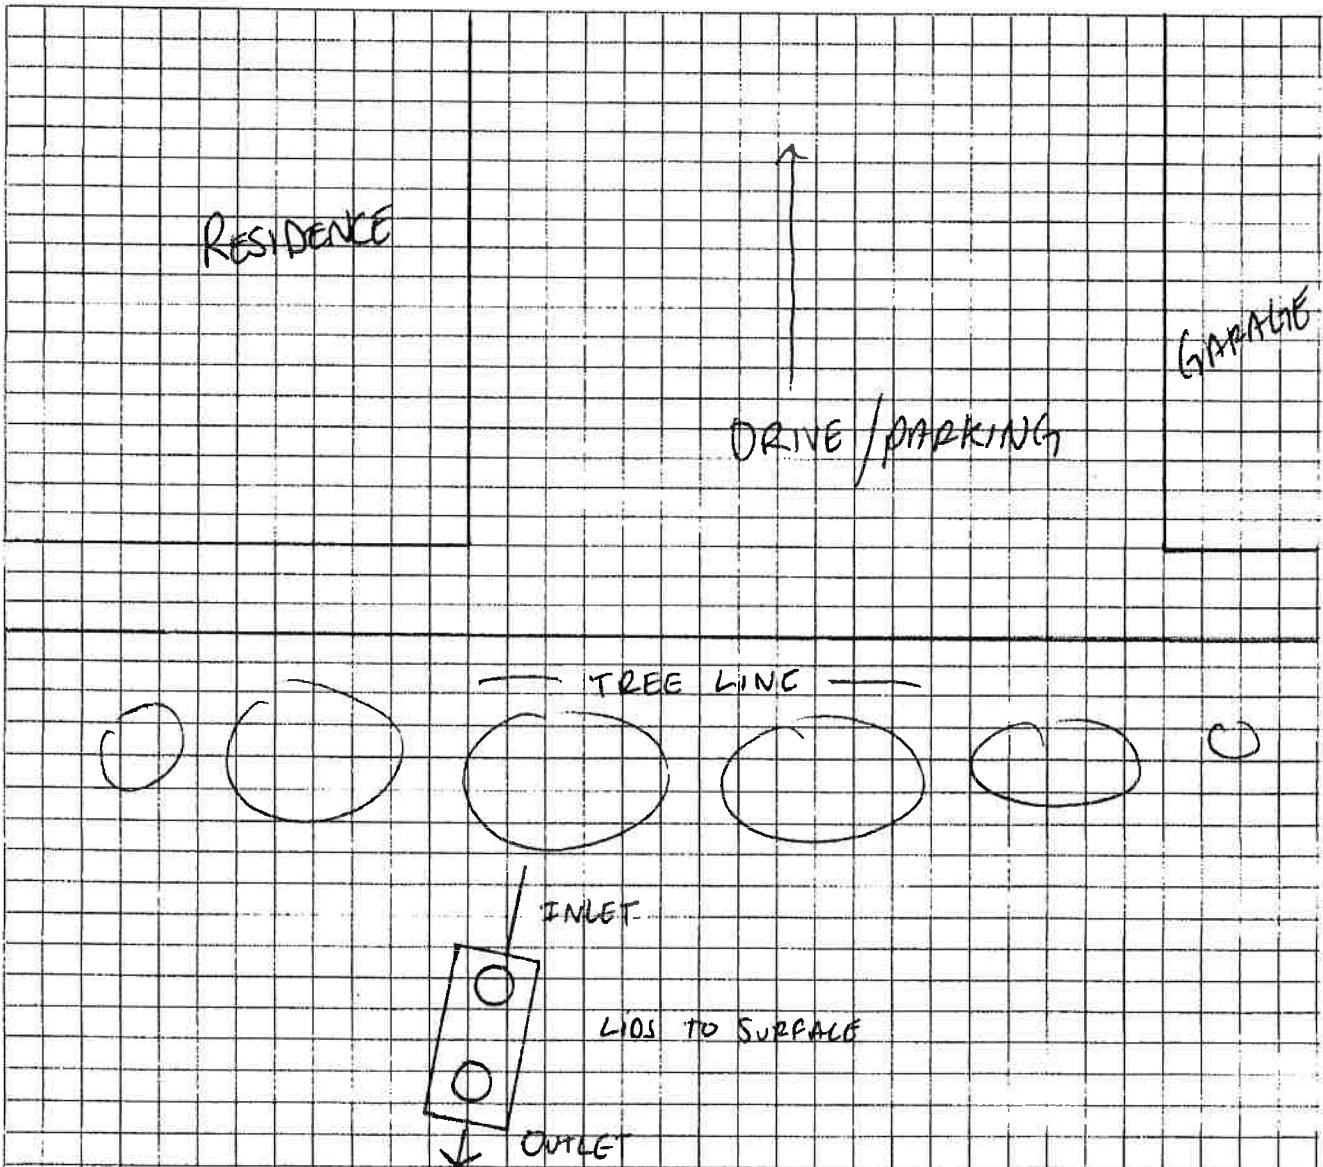 RESIDENCE
GARAGE
DRIVE/PARKING
TREE LINE
INLET
LIDS TO SURFACE
OUTLET